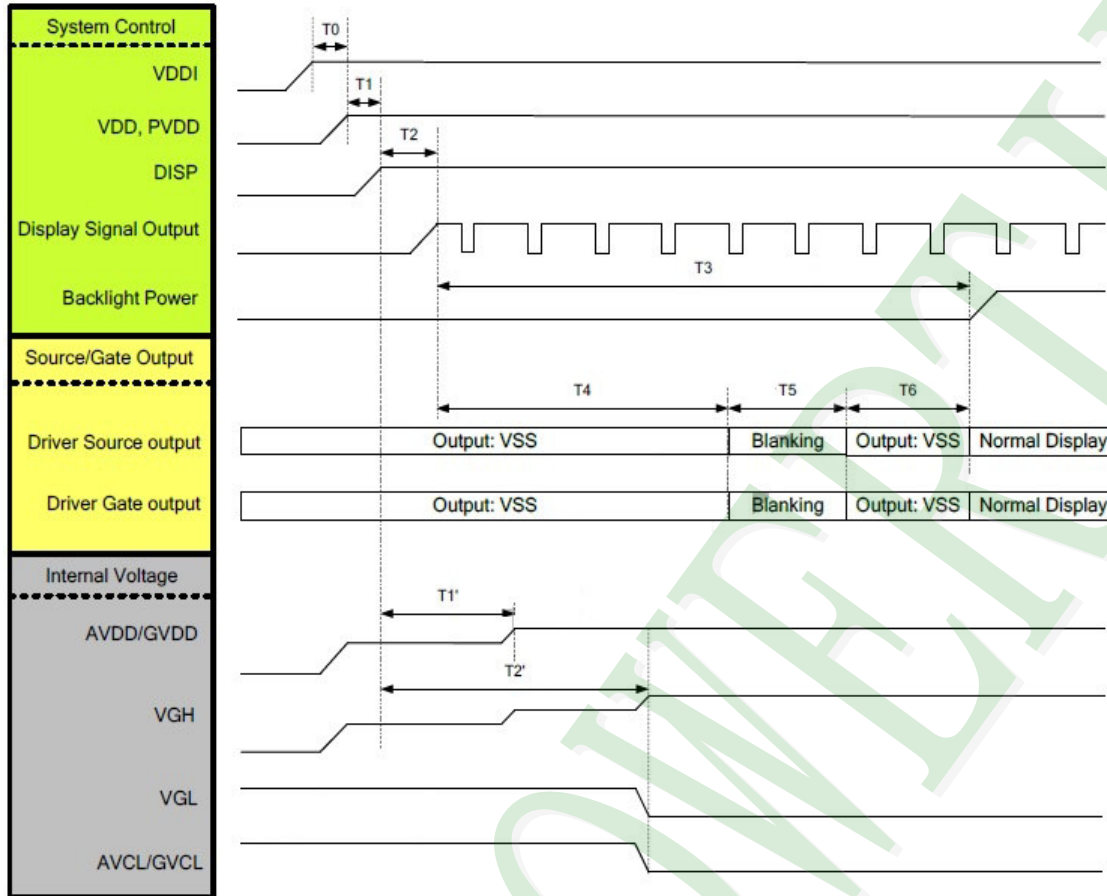 System Control
T0
VDDI
T1
VDD, PVDD
T2
DISP
Display Signal Output
T3
Backlight Power
Source/Gate Output
T4 T5 T6
Driver Source output Output: VSS Blanking Output: VSS Normal Display
Driver Gate output Output: VSS Blanking Output: VSS Normal Display
Internal Voltage
T1'
AVDD/GVDD
T2'
VGH
VGL
AVCL/GVCL
OWERT